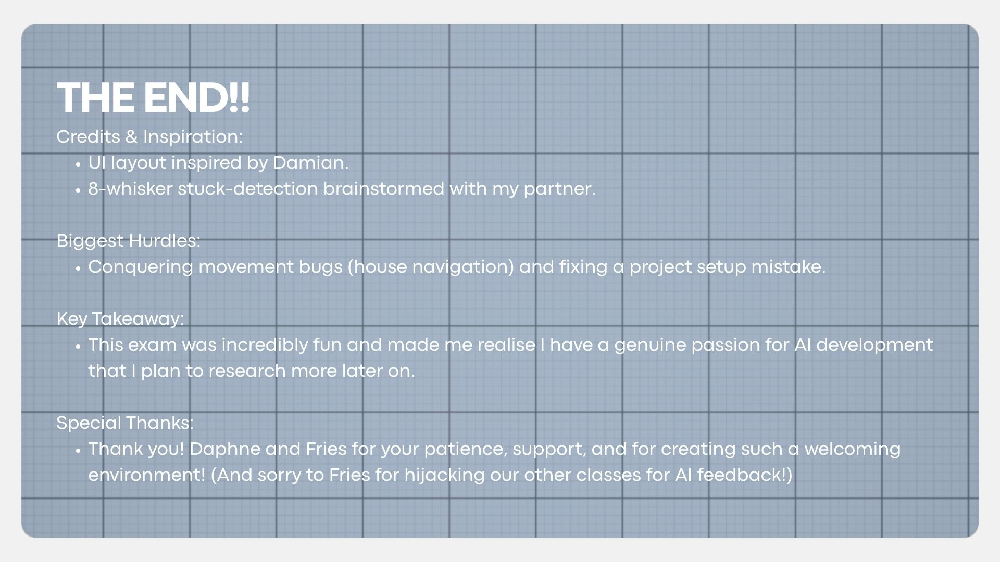 THE END!!
Credits & Inspiration:
• UI layout inspired by Damian.
• 8-whisker stuck-detection brainstormed with my partner.
Biggest Hurdles:
• Conquering movement bugs (house navigation) and fixing a project setup mistake.
Key Takeaway:
• This exam was incredibly fun and made me realise I have a genuine passion for AI development
that I plan to research more later on.
Special Thanks:
• Thank you! Daphne and Fries for your patience, support, and for creating such a welcoming
environment! (And sorry to Fries for hijacking our other classes for AI feedback!)